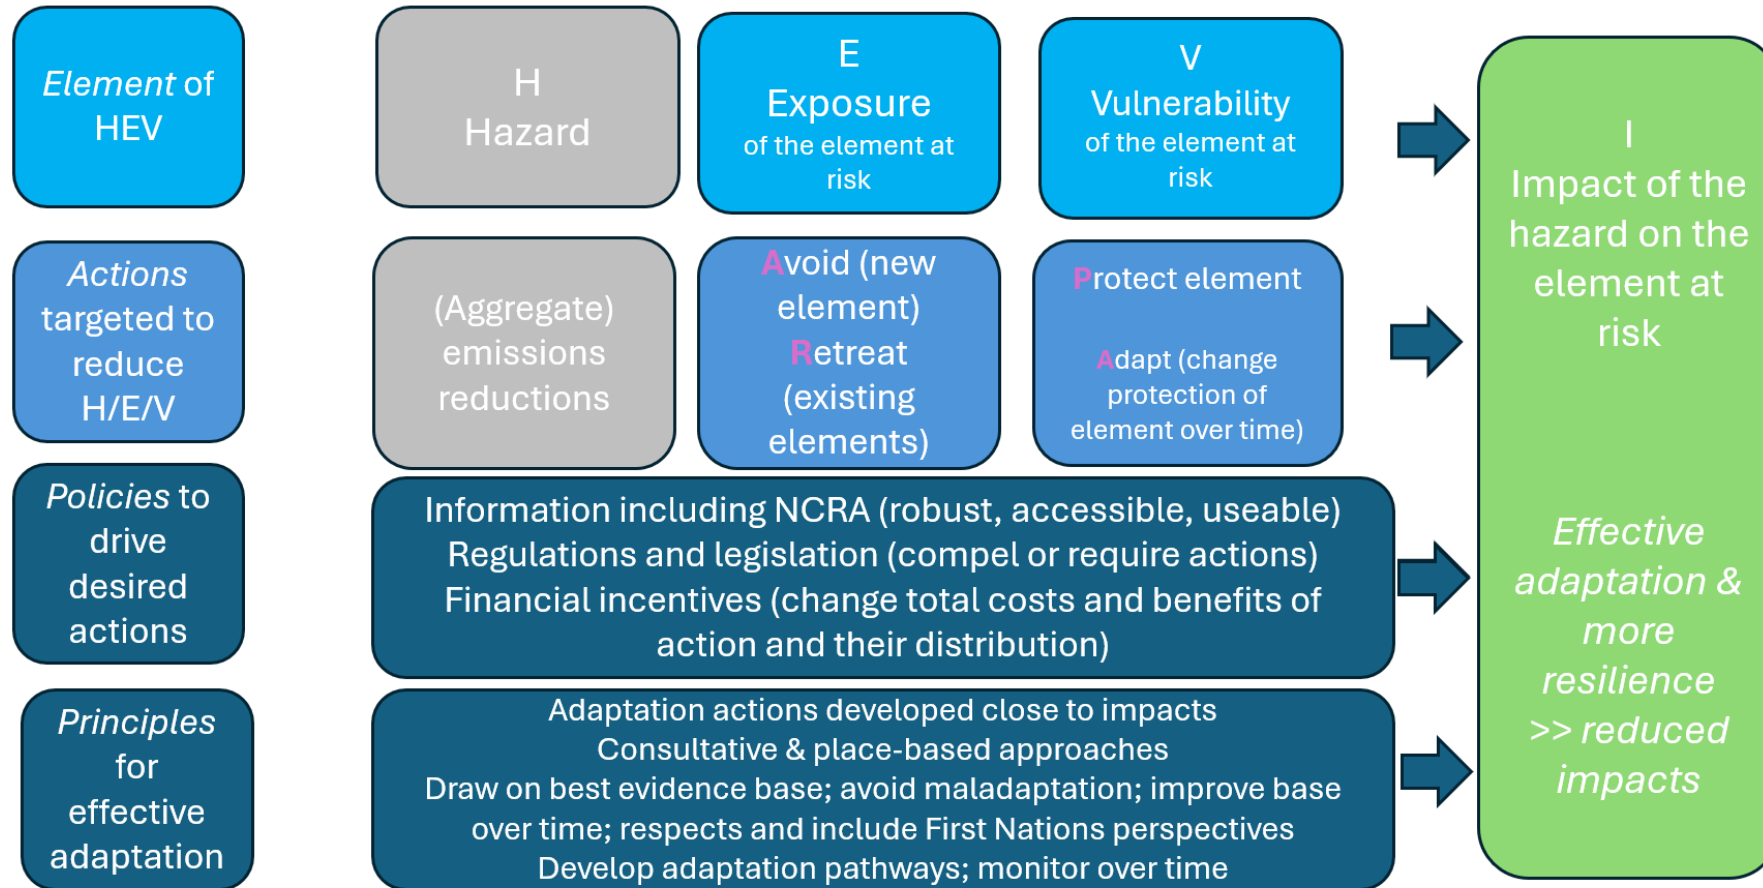 Element of
HEV
H
Hazard
E
Exposure
of the element at
risk
V
Vulnerability
of the element at
risk
I
Impact of the
hazard on the
element at
risk
Effective
adaptation &
more
resilience
>> reduced
impacts
Actions
targeted to
reduce
H/E/V
(Aggregate)
emissions
reductions
Avoid (new
element)
Retreat
(existing
elements)
Protect element
Adapt (change
protection of
element over time)
Policies to
drive
desired
actions
Information including NCRA (robust, accessible, useable)
Regulations and legislation (compel or require actions)
Financial incentives (change total costs and benefits of
action and their distribution)
Principles
for
effective
adaptation
Adaptation actions developed close to impacts
Consultative & place-based approaches
Draw on best evidence base; avoid maladaptation; improve base
over time; respects and include First Nations perspectives
Develop adaptation pathways; monitor over time